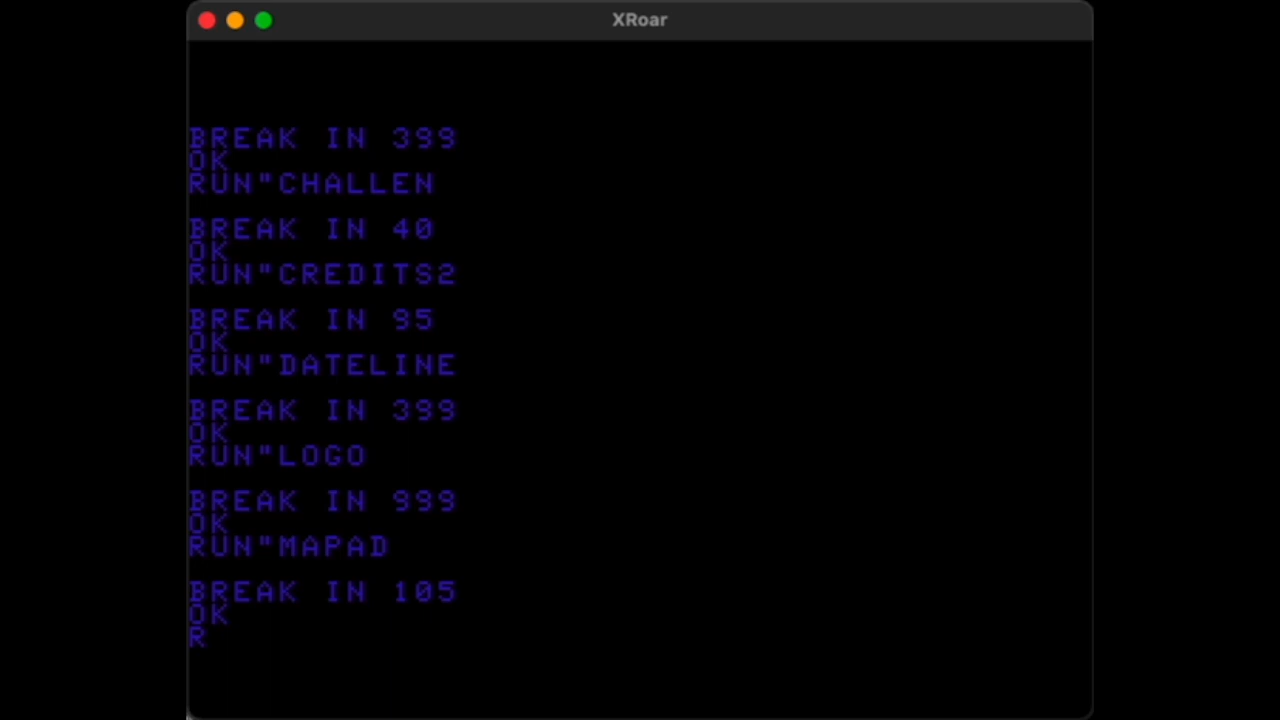 XRoar
BREAK IN 399
OK
RUN"CHALLEN
BREAK IN 40
OK
RUN"CREDITS2
BREAK IN 95
OK
RUN"DATELINE
BREAK IN 399
OK
RUN"LOGO
BREAK IN 999
OK
RUN"MAPAD
BREAK IN 105
OK
R